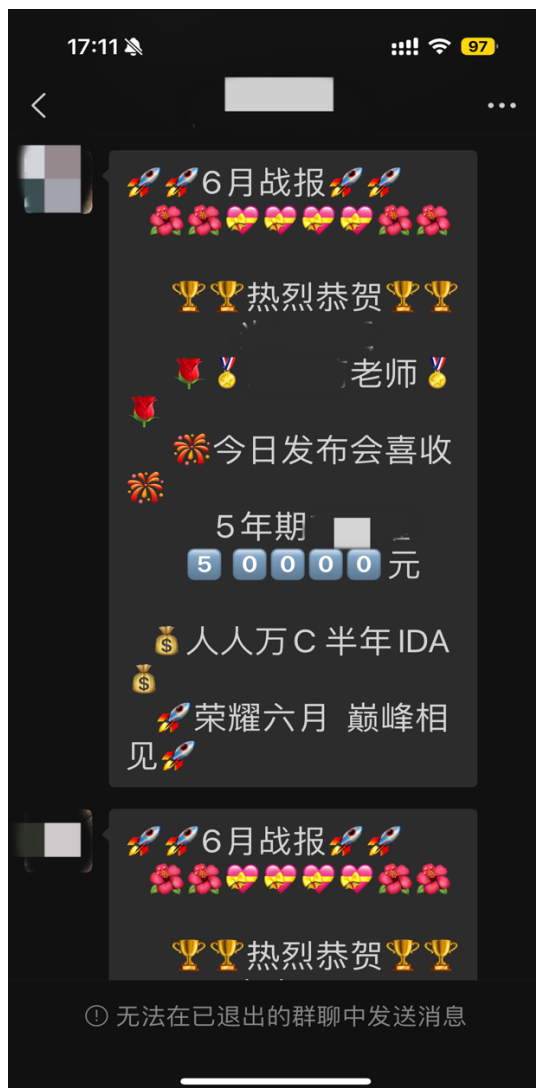 17:11
97
🚀🚀6月战报🚀🚀
🌺🌺💝💝💝💝🌺🌺
🏆🏆热烈恭贺🏆🏆
🌹🏅老师🏅
🌹
🎆今日发布会喜收
🎆
5年期
5️⃣0️⃣0️⃣0️⃣0️⃣元
💰人人万C 半年IDA
💰
🚀荣耀六月 巅峰相
见🚀
🚀🚀6月战报🚀🚀
🌺🌺💝💝💝💝🌺🌺
🏆🏆热烈恭贺🏆🏆
无法在已退出的群聊中发送消息